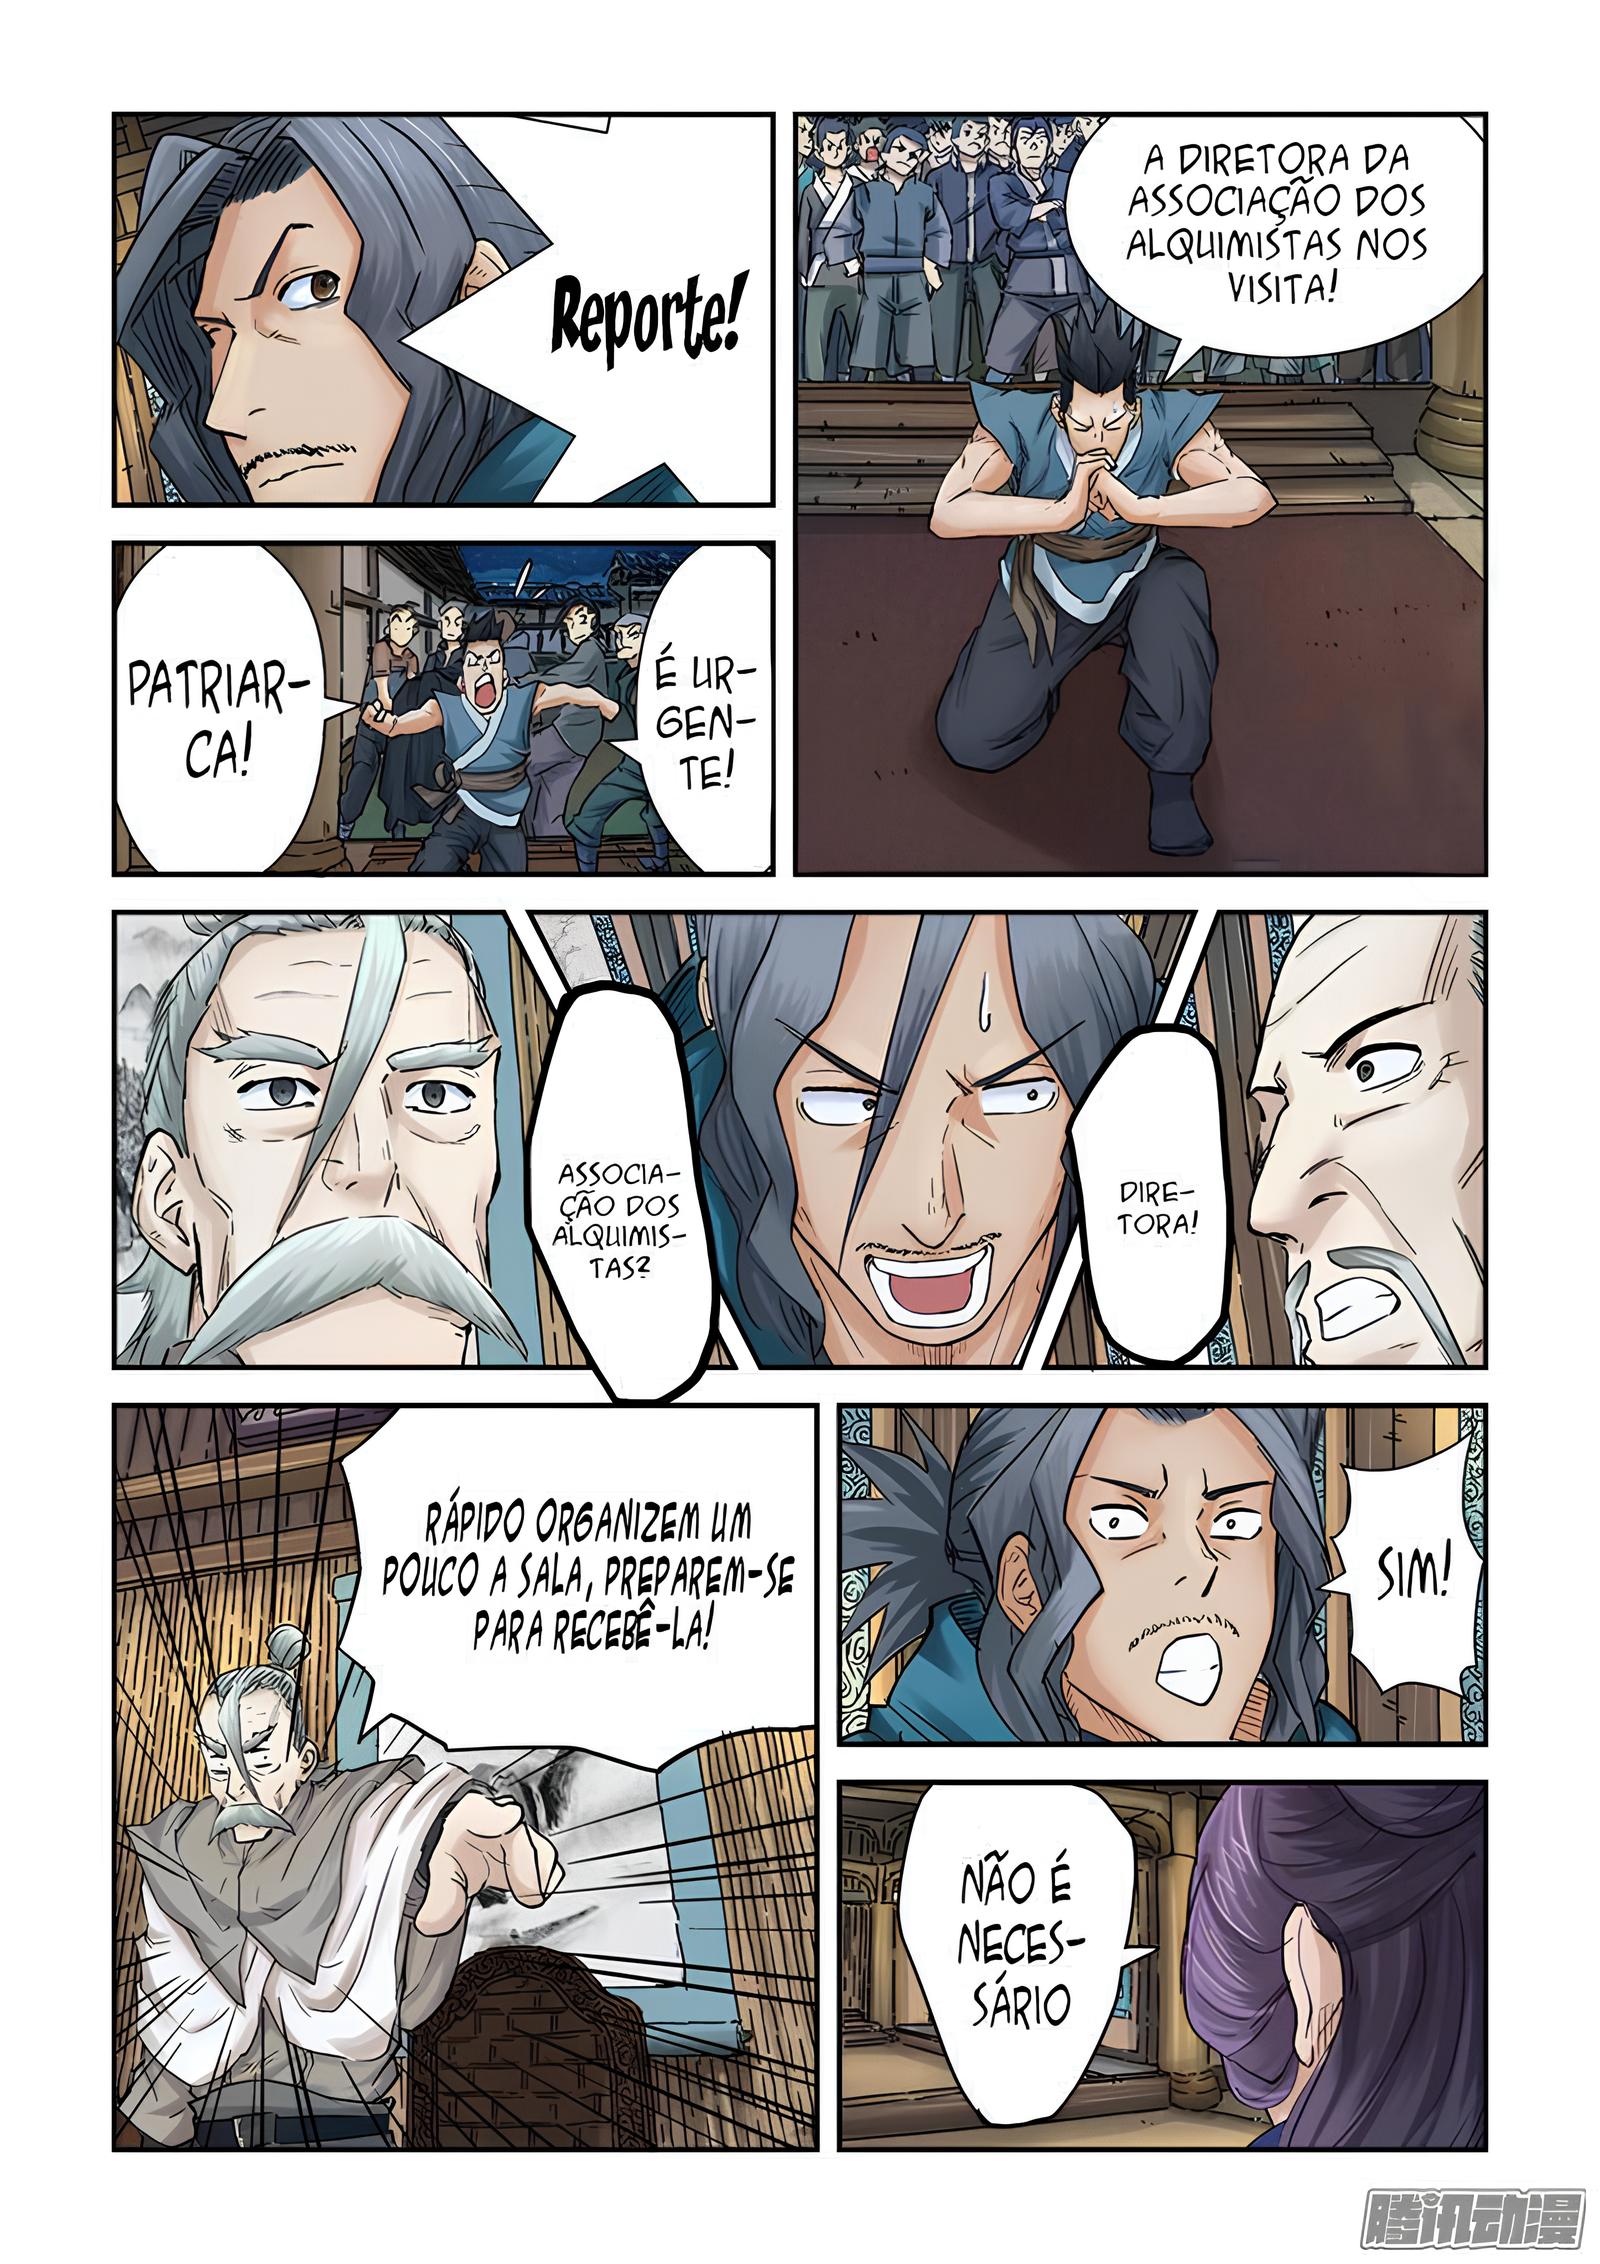 Reporte!
PATRIAR-
CA!
É UR-
GEN-
TE!
A DIRETORA DA
ASSOCIAÇÃO DOS
ALQUIMISTAS NOS
VISITA!
ASSOCIA-
ÇÃO DOS
ALQUIMIS-
TAS?
DIRE-
TORA!
RÁPIDO ORGANIZEM UM
POUCO A SALA, PREPAREM-SE
PARA RECEBÊ-LA!
SIM!
NÃO É
NECES-
SÁRIO
腾讯动漫